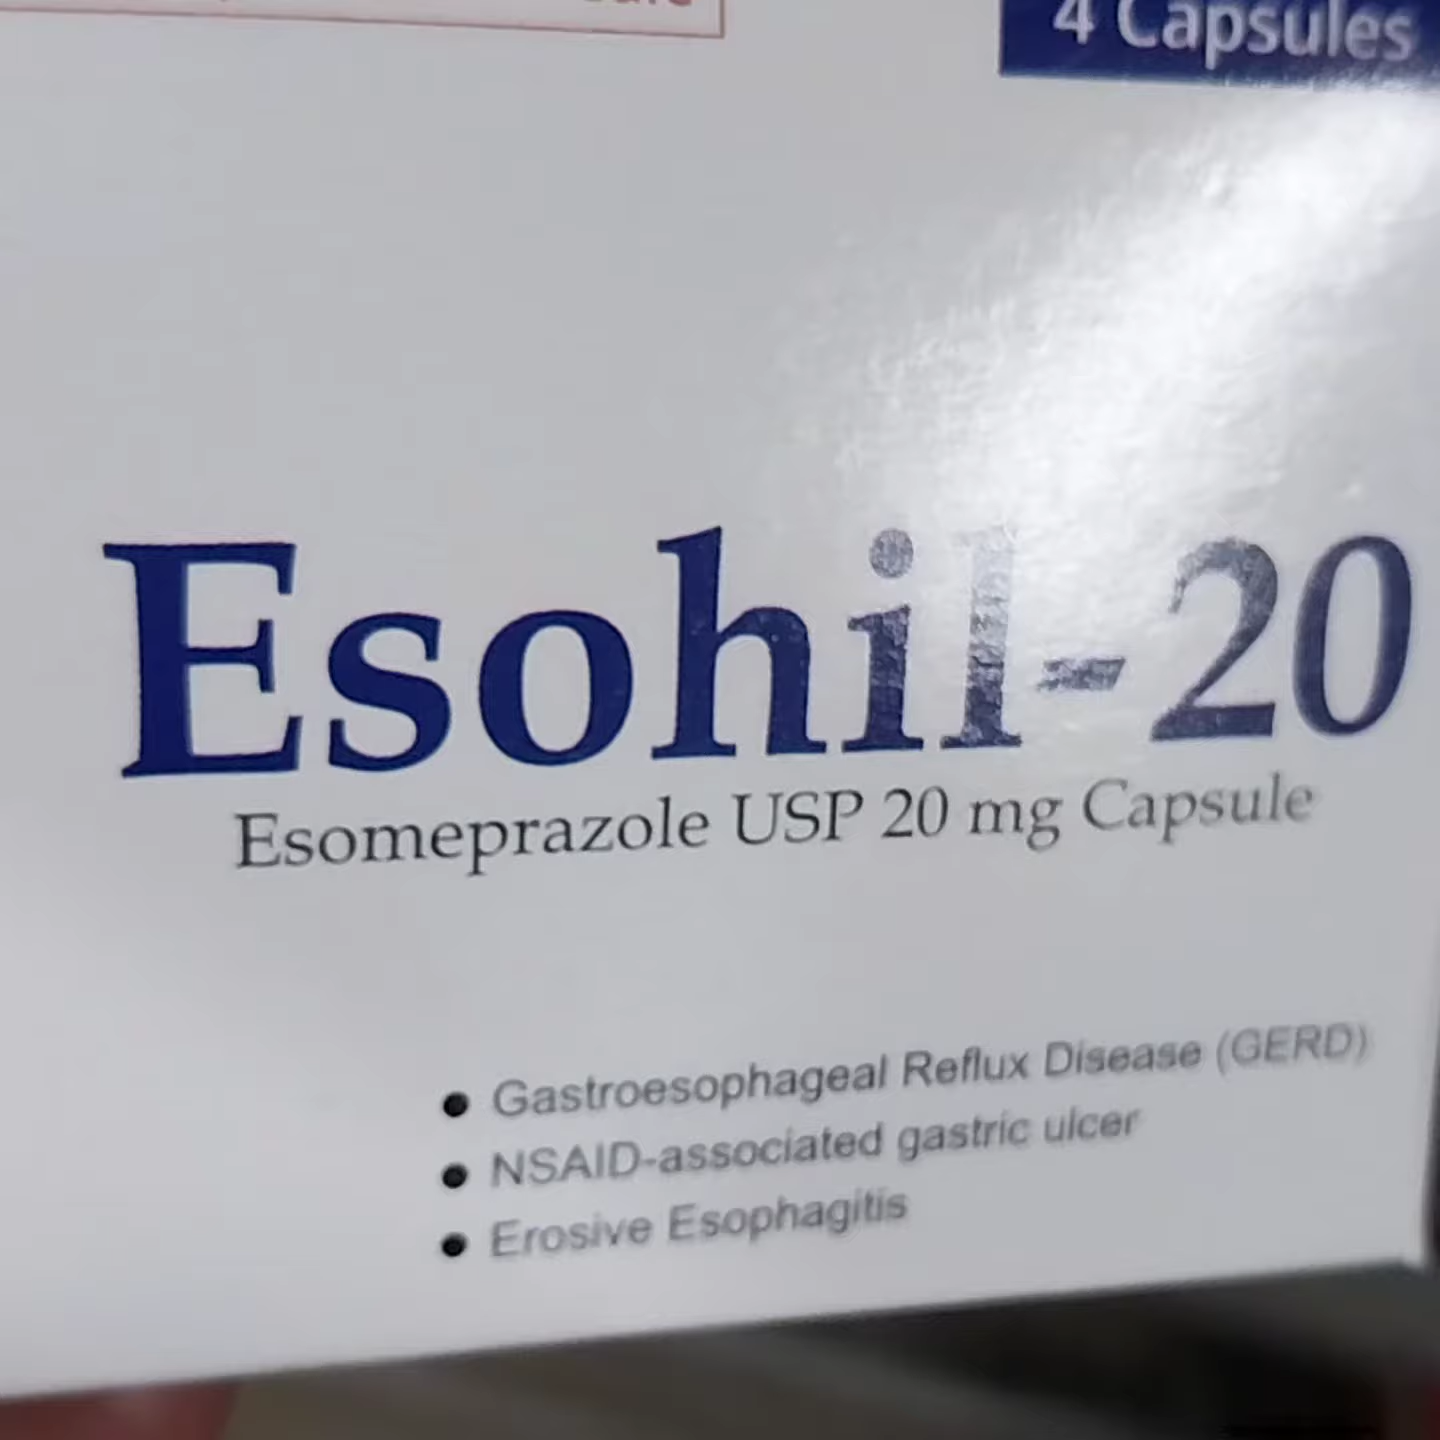 4 Capsules
Esohil-20
Esomeprazole USP 20 mg Capsule
• Gastroesophageal Reflux Disease (GERD)
• NSAID-associated gastric ulcer
• Erosive Esophagitis